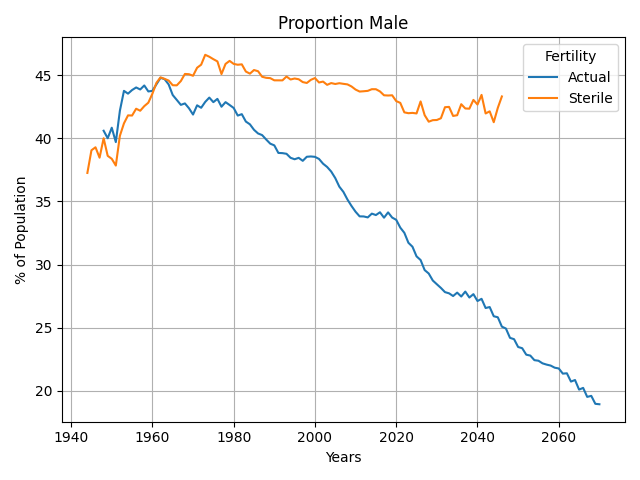 Proportion Male
Fertility
Actual
Sterile
% of Population
45
40
35
30
25
20
1940 1960 1980 2000 2020 2040 2060
Years